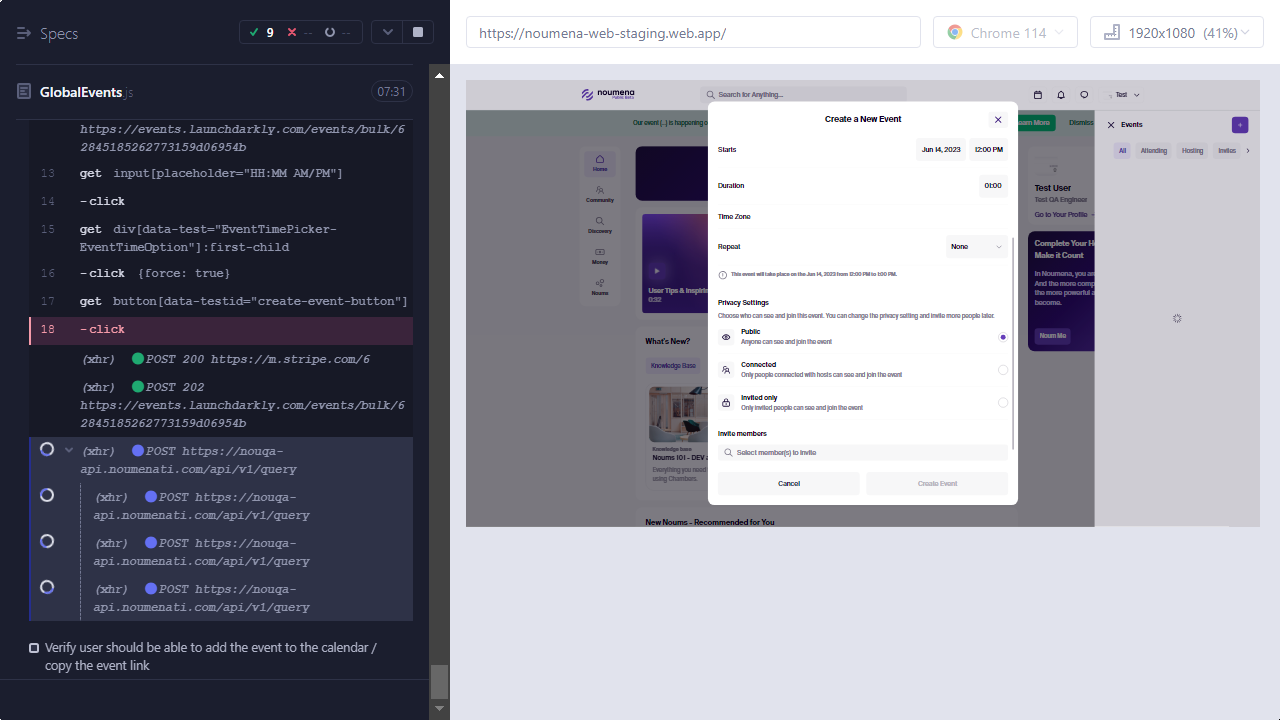 Specs
9
--
--
GlobalEvents js
07:31
https://events.launchdarkly.com/events/bulk/6
284185262773159d06954b
13 get input[placeholder="HH:MM AM/PM"]
14 -click
15 get div[data-test="EventTimePicker-
EventTimeOption"]:first-child
16 -click {force: true}
17 get button[data-testid="create-event-btn"]
18 -click
POST 200 https://m.stripe.com/6
POST 202
https://events.launchdarkly.com/events/bulk/6
284185262773159d06954b
(xhr) POST https://nouqa-
api.noumenati.com/api/v1/query
(xhr) POST https://nouqa-
api.noumenati.com/api/v1/query
(xhr) POST https://nouqa-
api.noumenati.com/api/v1/query
(xhr) POST https://nouqa-
api.noumenati.com/api/v1/query
Verify user should be able to add the event to the calendar /
copy the event link
https://noumena-web-staging.web.app/
Chrome 114
1920x1080 (41%)
noumena
Search for Anything...
Test
Our event [...] is happening o
earn More
Dismiss
Home
Community
Discovery
Money
Noums
User Tips & Inspirin
0:32
What's New?
Knowledge Base
Knowledge base
Noums 101 - DEV a
Everything you need
using Chambers.
New Noums - Recommended for You
Create a New Event
Starts
Jun 14, 2023
12:00 PM
Duration
01:00
Time Zone
Repeat
None
This event will take place on the Jun 14, 2023 from 12:00 PM to 1:00 PM.
Privacy Settings
Choose who can see and join this event. You can change the privacy setting and invite more people later.
Public
Anyone can see and join the event
Connected
Only people connected with hosts can see and join the event
Invited only
Only invited people can see and join the event
Invite members
Select member(s) to invite
Cancel
Create Event
Test User
Test QA Engineer
Go to Your Profile
Complete Your H
Make it Count
In Noumena, you a
And the more comp
the more powerful a
become.
Noum Me
Events
All
Attending
Hosting
Invites